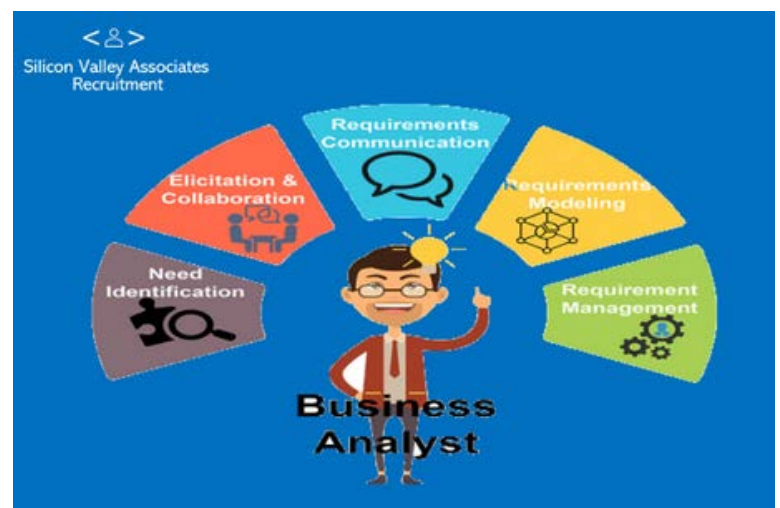 Silicon Valley Associates
Recruitment
Need
Identification
Elicitation &
Collaboration
Requirements
Communication
Requirements
Modeling
Requirement
Management
Business
Analyst